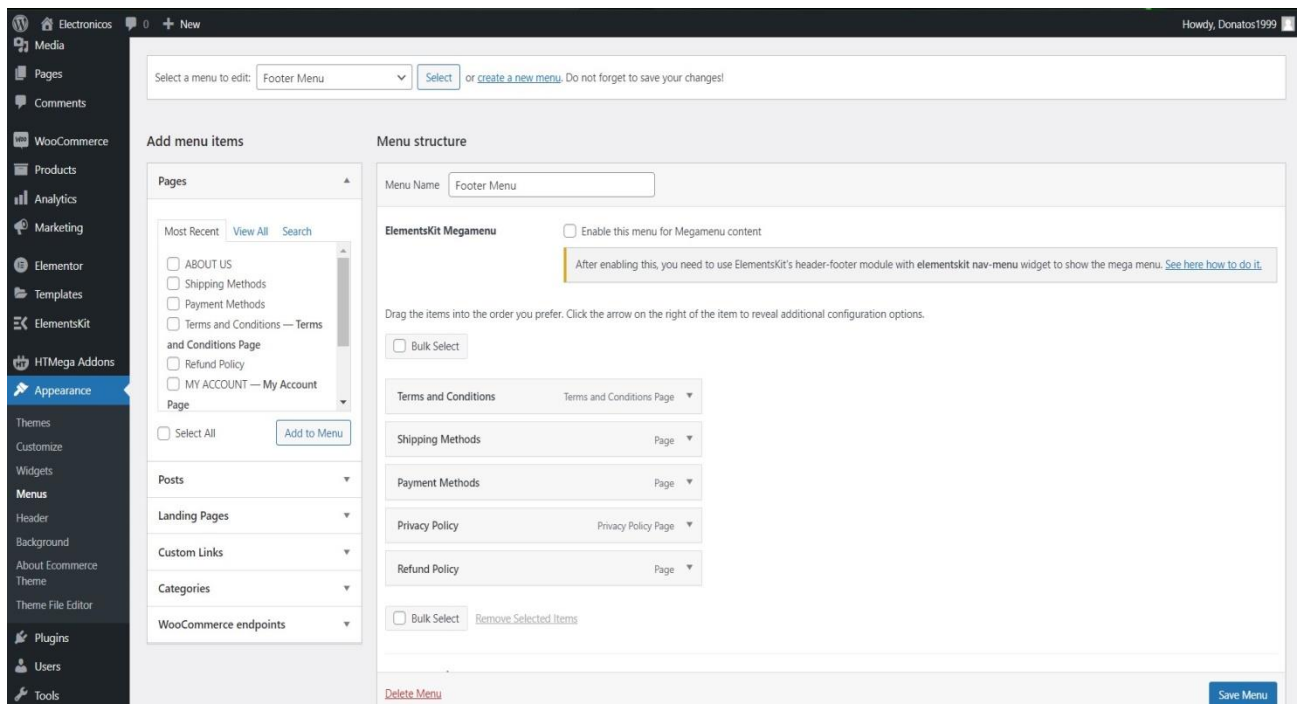 Electronicos 0 + New Howdy, Donatos1999
Media
Pages
Comments
WooCommerce
Products
Analytics
Marketing
Elementor
Templates
ElementsKit
HTMega Addons
Appearance
Themes
Customize
Widgets
Menus
Header
Background
About Ecommerce
Theme
Theme File Editor
Plugins
Users
Tools
Select a menu to edit: Footer Menu Select or create a new menu. Do not forget to save your changes!
Add menu items
Pages
Most Recent View All Search
ABOUT US
Shipping Methods
Payment Methods
Terms and Conditions — Terms
and Conditions Page
Refund Policy
MY ACCOUNT — My Account
Page
Select All Add to Menu
Posts
Landing Pages
Custom Links
Categories
WooCommerce endpoints
Menu structure
Menu Name Footer Menu
ElementsKit Megamenu Enable this menu for Megamenu content
After enabling this, you need to use ElementsKit's header-footer module with elementskit nav-menu widget to show the mega menu. See here how to do it.
Drag the items into the order you prefer. Click the arrow on the right of the item to reveal additional configuration options.
Bulk Select
Terms and Conditions Terms and Conditions Page
Shipping Methods Page
Payment Methods Page
Privacy Policy Privacy Policy Page
Refund Policy Page
Bulk Select Remove Selected Items
Delete Menu Save Menu